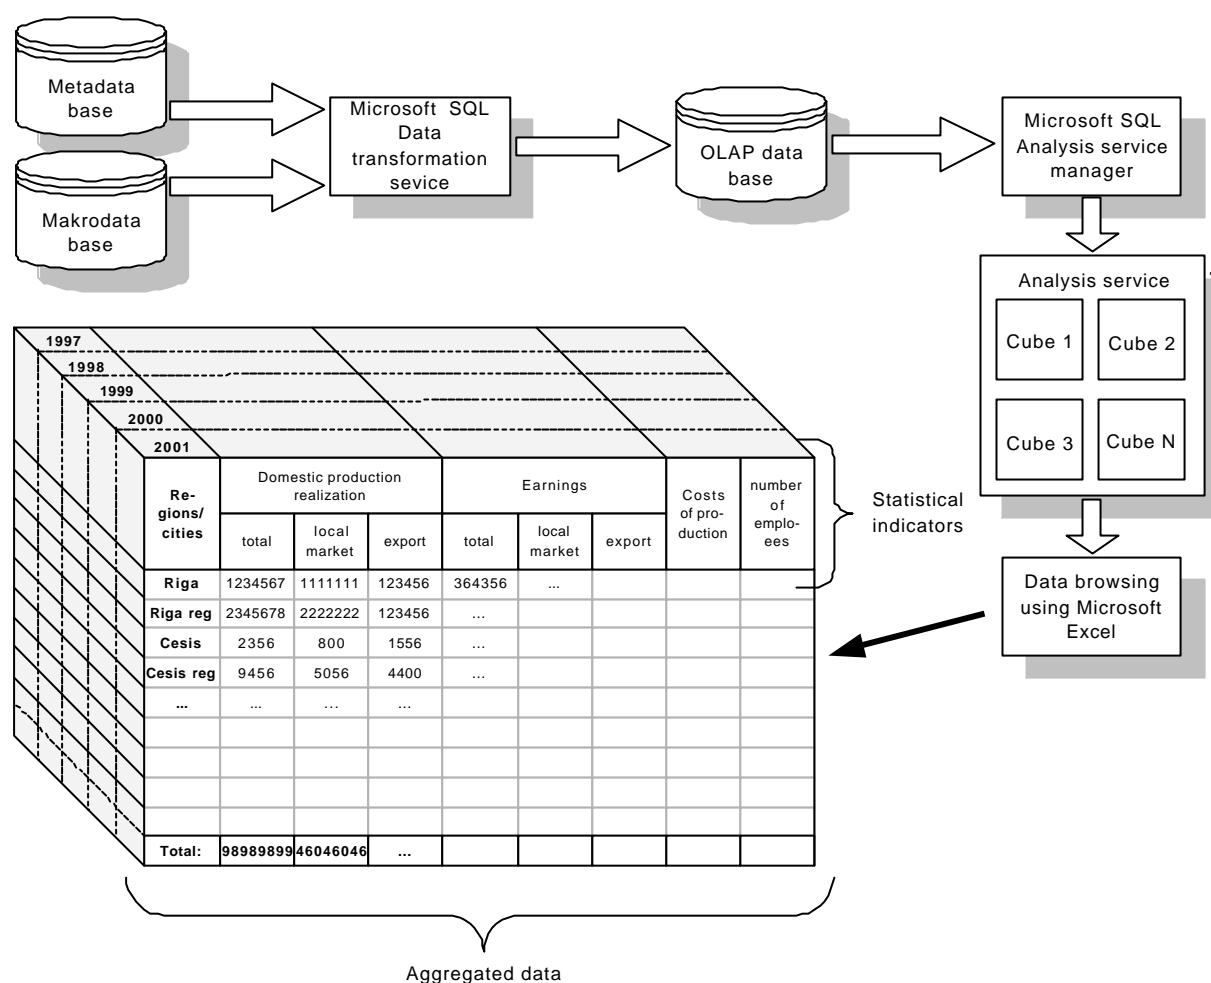 Metadata
base
Makrodata
base
Microsoft SQL
Data
transformation
sevice
OLAP data
base
Microsoft SQL
Analysis service
manager
Analysis service
Cube 1
Cube 2
Cube 3
Cube N
Data browsing
using Microsoft
Excel
Statistical
indicators
1997
1998
1999
2000
2001
Re-
gions/
cities
Domestic production
realization
Earnings
Costs
of pro-
duction
number
of
emplo-
ees
total
local
market
export
total
local
market
export
Riga 1234567 1111111 123456 364356 ...
Riga reg 2345678 2222222 123456 ...
Cesis 2356 800 1556 ...
Cesis reg 9456 5056 4400 ...
... ... ... ...
Total: 98989899 46046046 ...
Aggregated data